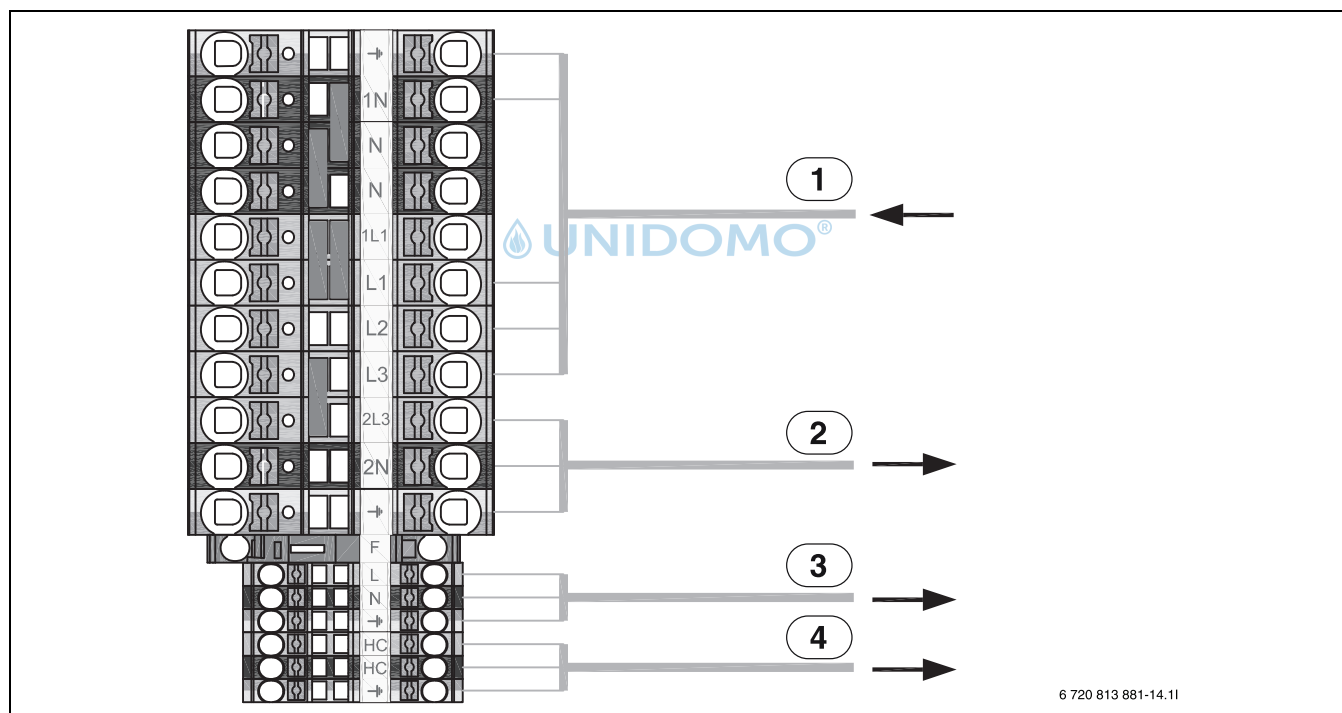 1N
N
N
1L1
L1
L2
L3
2L3
2N
F
L
N
HC
HC
1
UNIDOMO®
2
3
4
6 720 813 881-14.1I